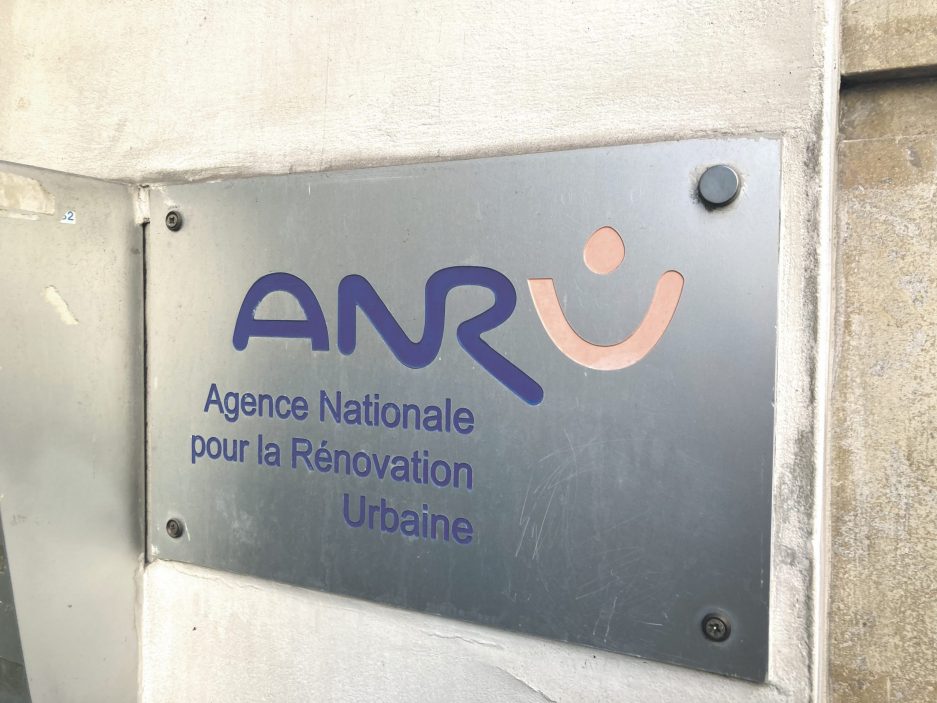 ANRU
Agence Nationale
pour la Rénovation
Urbaine